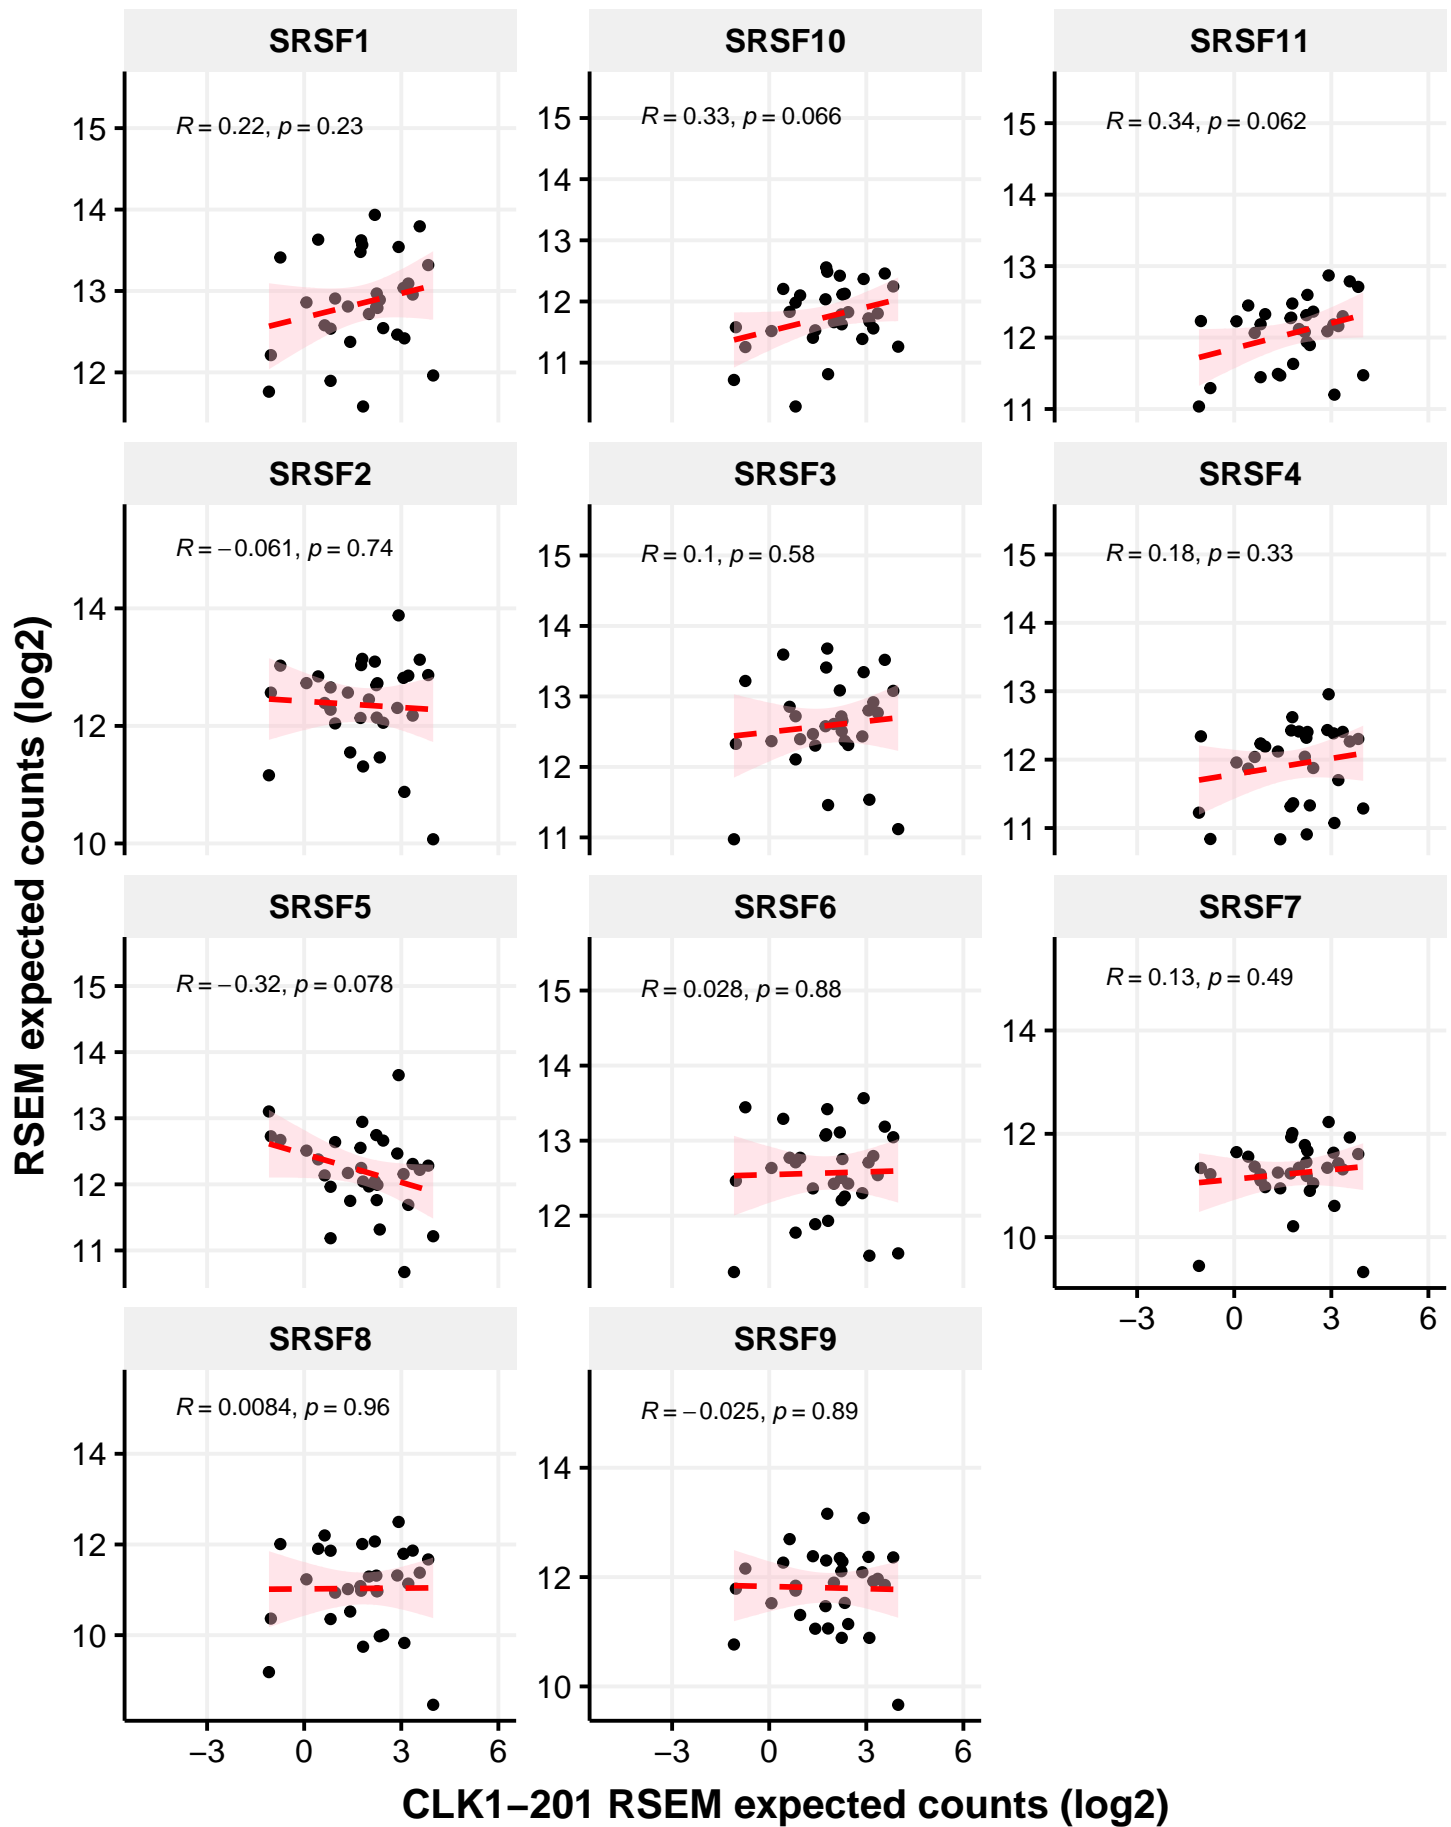 SRSF1
SRSF10
SRSF11
R = 0.22, p = 0.23
R = 0.33, p = 0.066
R = 0.34, p = 0.062
15
14
13
12
15
14
13
12
11
15
14
13
12
11
SRSF2
SRSF3
SRSF4
R = −0.061, p = 0.74
R = 0.1, p = 0.58
R = 0.18, p = 0.33
14
12
10
15
14
13
12
11
15
14
13
12
11
RSEM expected counts (log2)
SRSF5
SRSF6
SRSF7
R = −0.32, p = 0.078
R = 0.028, p = 0.88
R = 0.13, p = 0.49
15
14
13
12
11
15
14
13
12
14
12
10
−3 0 3 6
SRSF8
SRSF9
R = 0.0084, p = 0.96
R = −0.025, p = 0.89
14
12
10
14
12
10
−3 0 3 6
−3 0 3 6
CLK1−201 RSEM expected counts (log2)